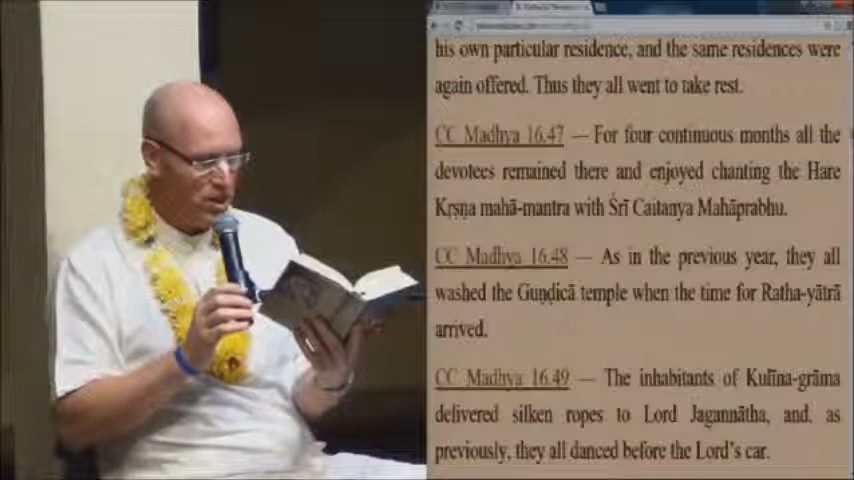 his own particular residence, and the same residences were
again offered. Thus they all went to take rest.
CC Madhya 16.47 — For four continuous months all the
devotees remained there and enjoyed chanting the Hare
Kṛṣṇa mahā-mantra with Śrī Caitanya Mahāprabhu.
CC Madhya 16.48 — As in the previous year, they all
washed the Guṇḍicā temple when the time for Ratha-yātrā
arrived.
CC Madhya 16.49 — The inhabitants of Kulīna-grāma
delivered silken ropes to Lord Jagannātha, and, as
previously, they all danced before the Lord's car.